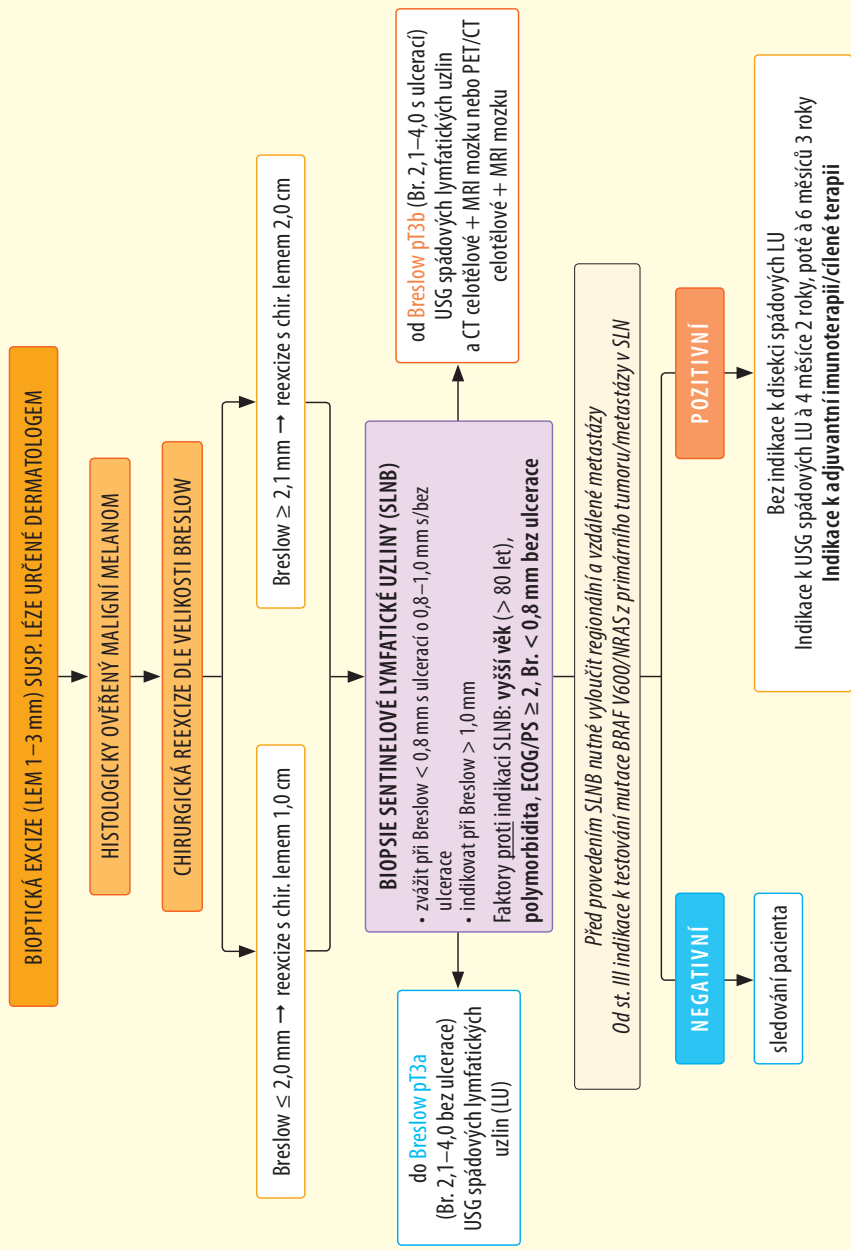 BIOPTICKÁ EXCIZE (LEM 1–3 mm) SUSP. LÉZE URČENÉ DERMATOLOGEM
HISTOLOGICKY OVĚŘENÝ MALIGNÍ MELANOM
CHIRURGICKÁ REEXCIZE DLE VELIKOSTI BRESLOW
Breslow ≤ 2,0 mm → reexcize s chir. lemem 1,0 cm
Breslow ≥ 2,1 mm → reexcize s chir. lemem 2,0 cm
do Breslow pT3a
(Br. 2,1–4,0 bez ulcerace)
USG spádových lymfatických
uzlin (LU)
BIOPSIE SENTINELOVÉ LYMFATICKÉ UZLINY (SLNB)
• zvážit při Breslow < 0,8 mm s ulcerací o 0,8–1,0 mm s/bez
ulcerace
• indikovat při Breslow > 1,0 mm
Faktory proti indikaci SLNB: vyšší věk (> 80 let),
polymorbidita, ECOG/PS ≥ 2, Br. < 0,8 mm bez ulcerace
od Breslow pT3b (Br. 2,1–4,0 s ulcerací)
USG spádových lymfatických uzlin
a CT celotělové + MRI mozku nebo PET/CT
celotělové + MRI mozku
Před provedením SLNB nutné vyloučit regionální a vzdálené metastázy
Od st. III indikace k testování mutace BRAF V600/NRAS z primárního tumoru/metastázy v SLN
NEGATIVNÍ
sledování pacienta
POZITIVNÍ
Bez indikace k disekci spádových LU
Indikace k USG spádových LU à 4 měsíce 2 roky, poté à 6 měsíců 3 roky
Indikace k adjuvantní imunoterapii/cílené terapii